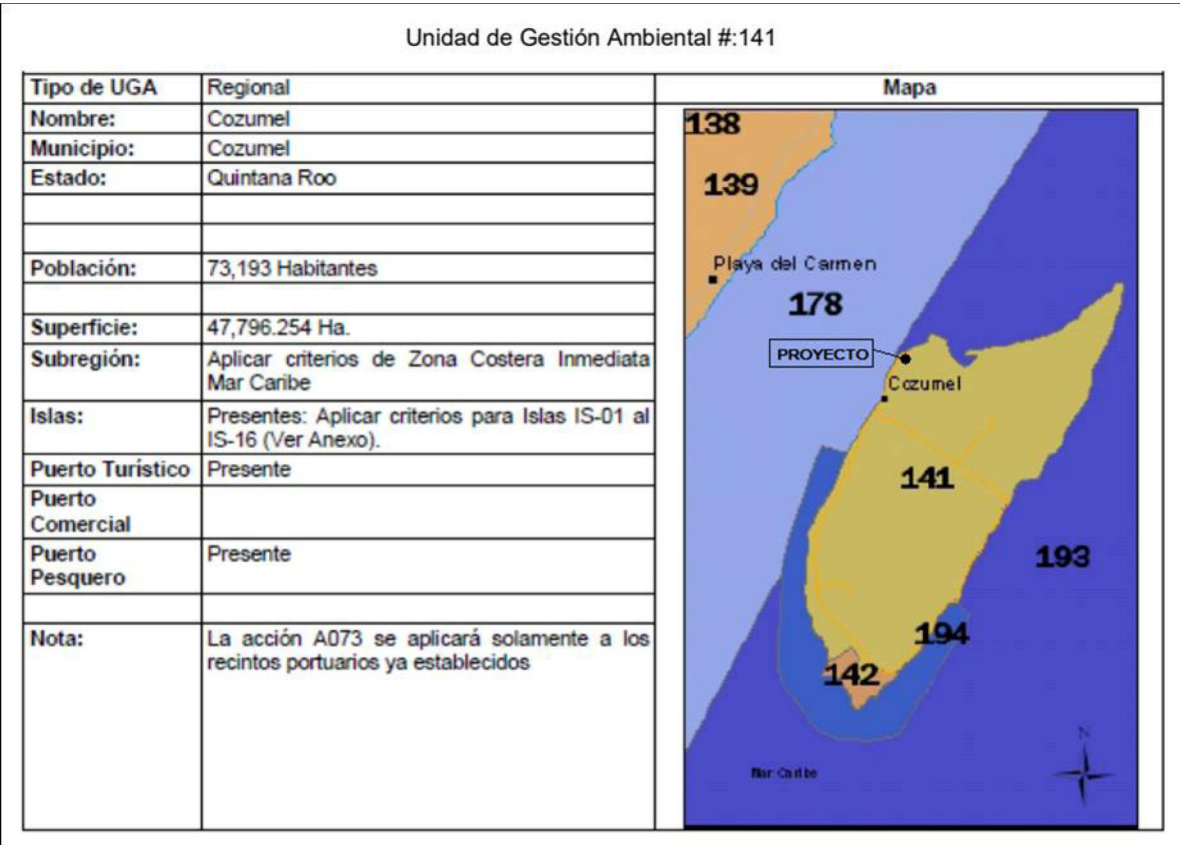 Unidad de Gestión Ambiental #:141
Tipo de UGA Regional Mapa
Nombre: Cozumel
Municipio: Cozumel
Estado: Quintana Roo
Población: 73,193 Habitantes
Superficie: 47,796.254 Ha.
Subregión: Aplicar criterios de Zona Costera Inmediata
Mar Caribe
Islas: Presentes: Aplicar criterios para Islas IS-01 al
IS-16 (Ver Anexo).
Puerto Turístico Presente
Puerto
Comercial
Puerto Presente
Pesquero
Nota: La acción A073 se aplicará solamente a los
recintos portuarios ya establecidos
138
139
Playa del Carmen
178
PROYECTO
Cozumel
141
193
194
142
N
Mar Caribe